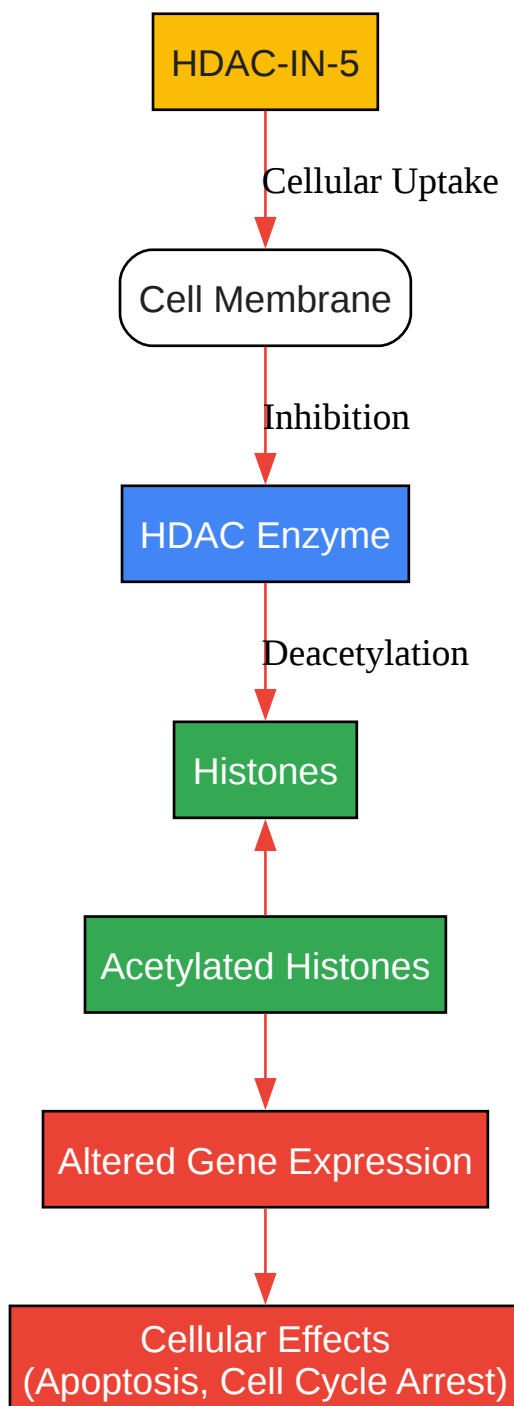 HDAC-IN-5
Cellular Uptake
Cell Membrane
Inhibition
HDAC Enzyme
Deacetylation
Histones
Acetylated Histones
Altered Gene Expression
Cellular Effects
(Apoptosis, Cell Cycle Arrest)